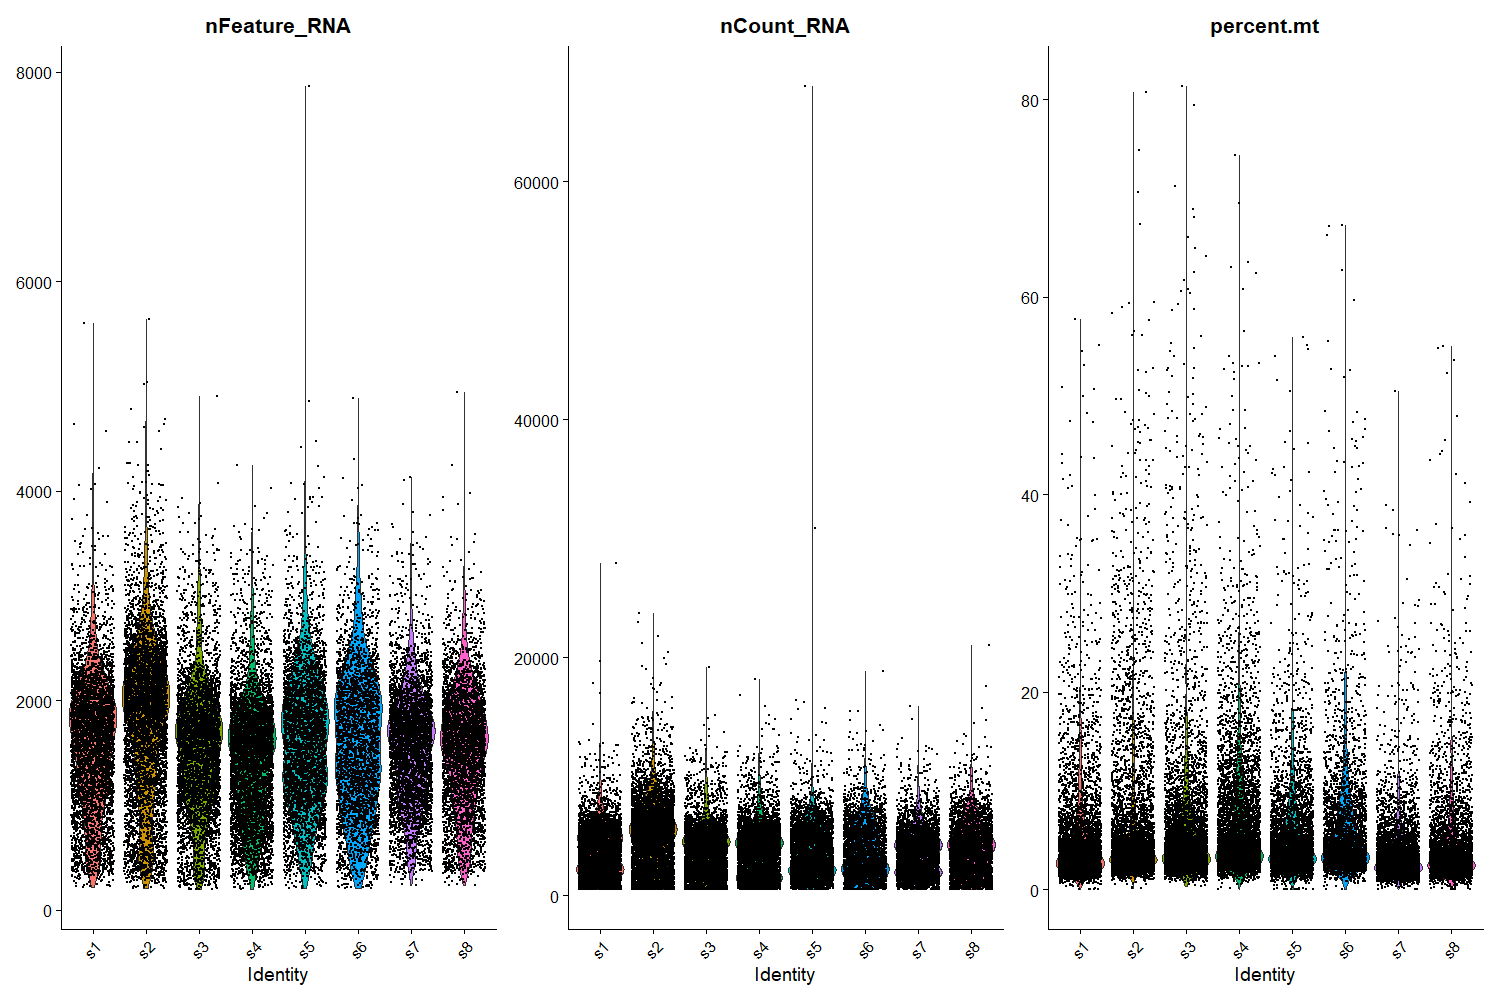 nFeature_RNA
8000
6000
4000
2000
0
s1 s2 s3 s4 s5 s6 s7 s8
Identity
nCount_RNA
60000
40000
20000
0
s1 s2 s3 s4 s5 s6 s7 s8
Identity
percent.mt
80
60
40
20
0
s1 s2 s3 s4 s5 s6 s7 s8
Identity